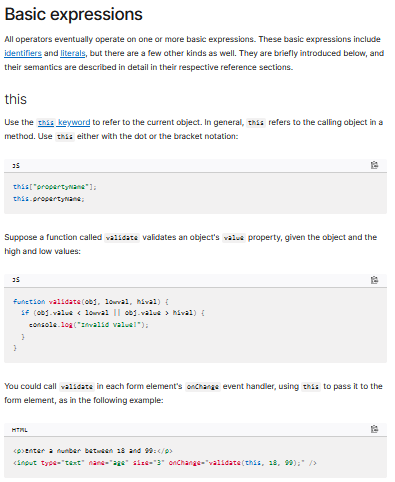 Basic expressions
All operators eventually operate on one or more basic expressions. These basic expressions include
identifiers and literals, but there are a few other kinds as well. They are briefly introduced below, and
their semantics are described in detail in their respective reference sections.
this
Use the this keyword to refer to the current object. In general, this refers to the calling object in a
method. Use this either with the dot or the bracket notation:
JS
this["propertyName"];
this.propertyName;
Suppose a function called validate validates an object's value property, given the object and the
high and low values:
JS
function validate(obj, lowval, hival) {
if (obj.value < lowval || obj.value > hival) {
console.log("Invalid Value!");
}
}
You could call validate in each form element's onChange event handler, using this to pass it to the
form element, as in the following example:
HTML
<p>Enter a number between 18 and 99:</p>
<input type="text" name="age" size="3" onChange="validate(this, 18, 99);" />